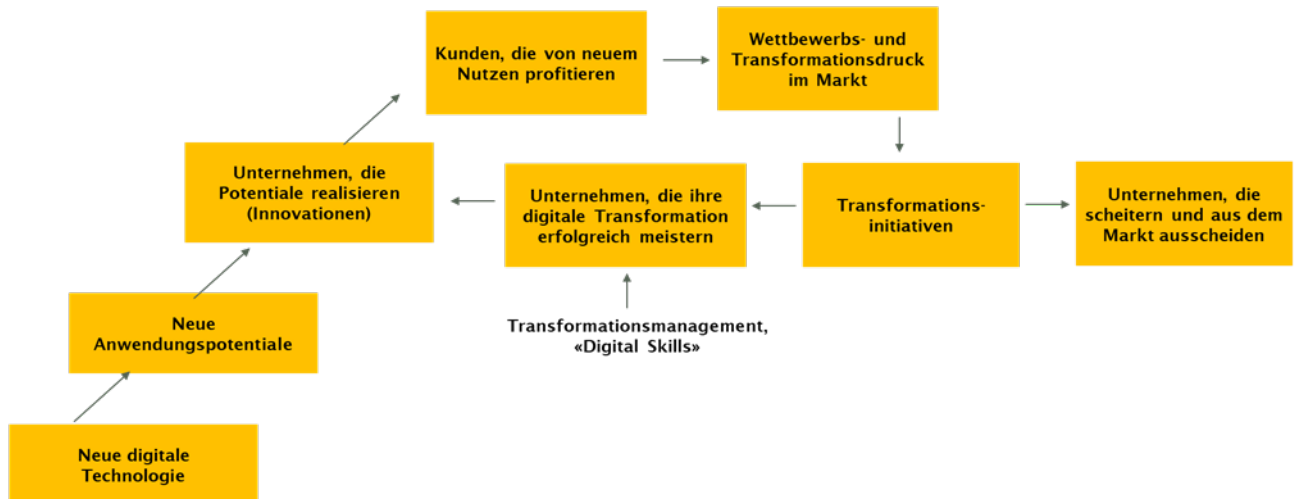 Kunden, die von neuem
Nutzen profitieren
Wettbewerbs- und
Transformationsdruck
im Markt
Unternehmen, die
Potentiale realisieren
(Innovationen)
Unternehmen, die ihre
digitale Transformation
erfolgreich meistern
Transformations-
initiativen
Unternehmen, die
scheitern und aus dem
Markt ausscheiden
Neue
Anwendungspotentiale
Transformationsmanagement,
«Digital Skills»
Neue digitale
Technologie